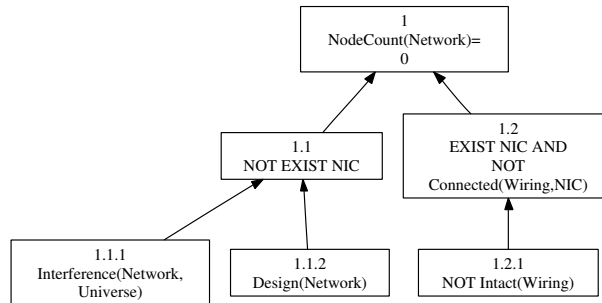 1
NodeCount(Network)=
0
1.1
NOT EXIST NIC
1.2
EXIST NIC AND
NOT
Connected(Wiring,NIC)
1.1.1
Interference(Network,
Universe)
1.1.2
Design(Network)
1.2.1
NOT Intact(Wiring)